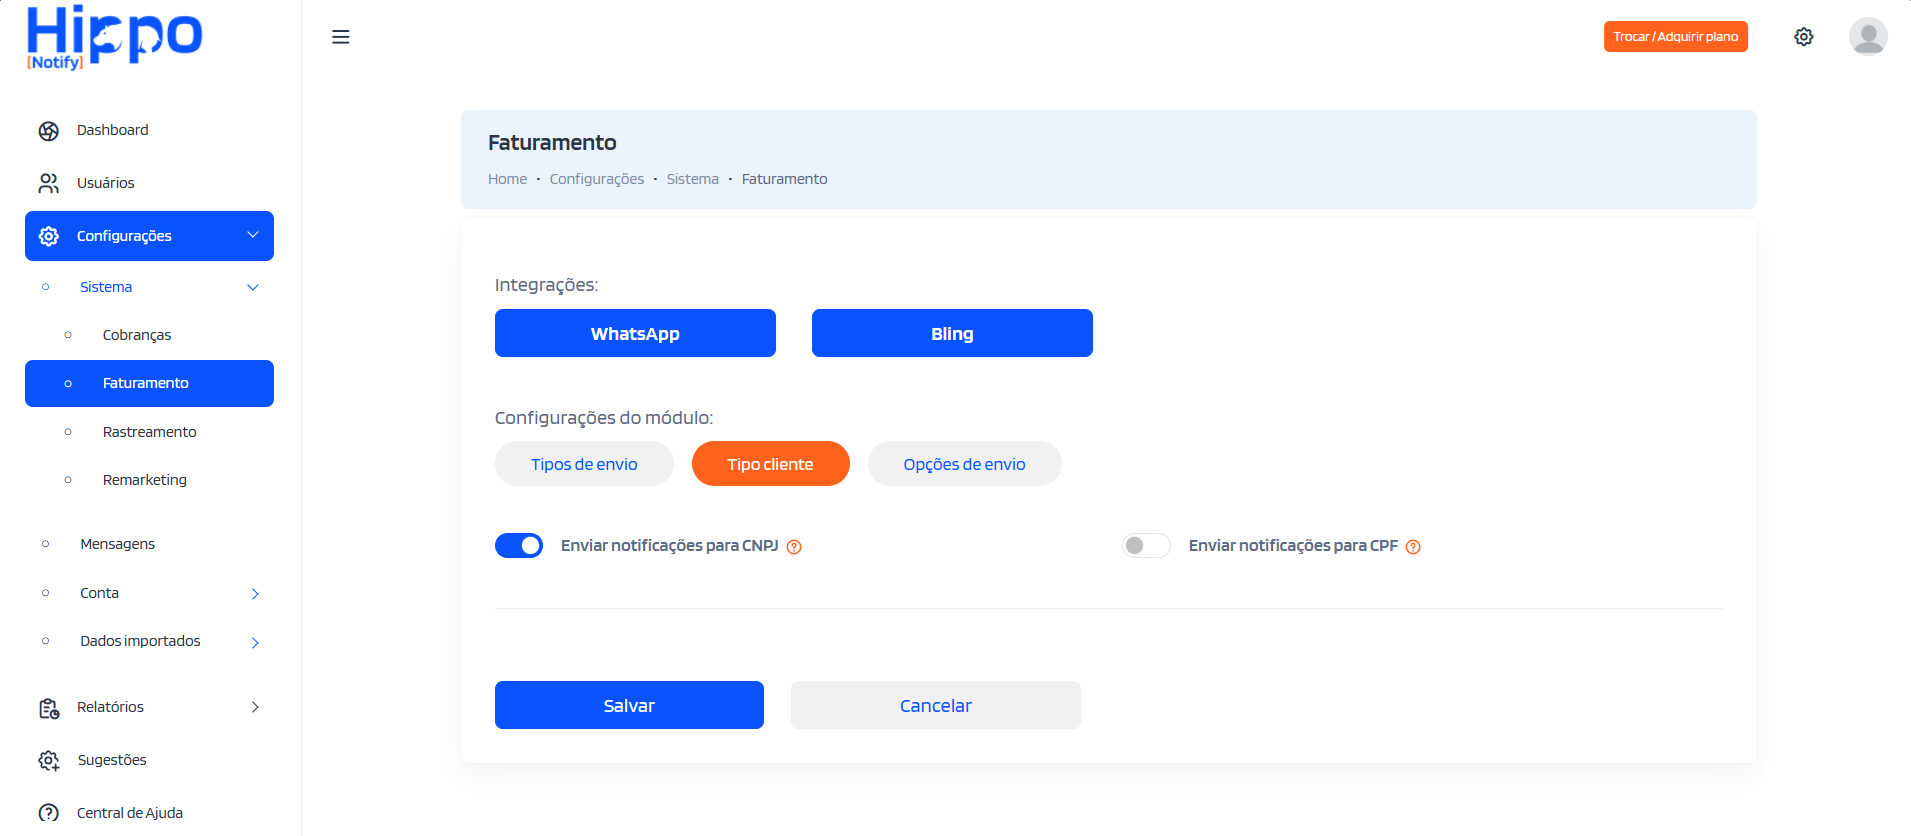 Hippo
[Notify]
Trocar / Adquirir plano
Dashboard
Usuários
Configurações
Sistema
Cobranças
Faturamento
Rastreamento
Remarketing
Mensagens
Conta
Dados importados
Relatórios
Sugestões
Central de Ajuda
Faturamento
Home • Configurações • Sistema • Faturamento
Integrações:
WhatsApp Bling
Configurações do módulo:
Tipos de envio Tipo cliente Opções de envio
Enviar notificações para CNPJ ? Enviar notificações para CPF ?
Salvar Cancelar